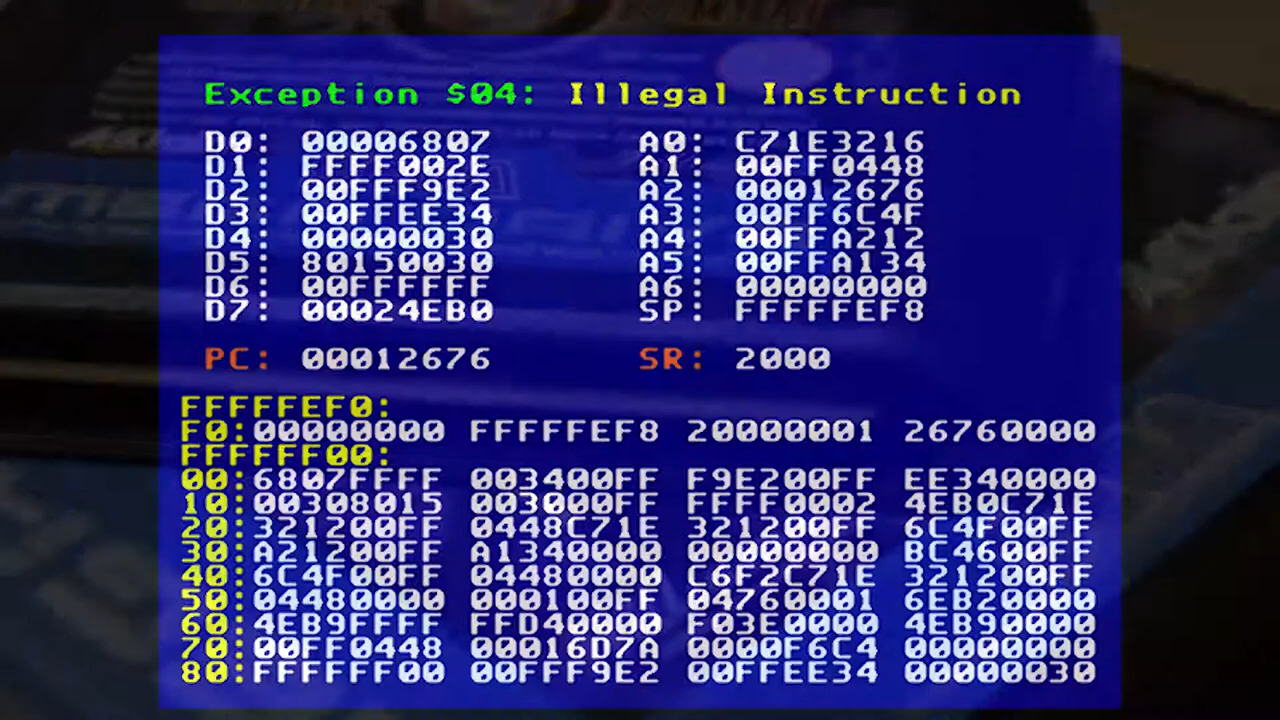 Exception $04: Illegal Instruction
D0: 00006807 A0: C71E3216
D1: FFFF002E A1: 00FF0448
D2: 00FFF9E2 A2: 00012676
D3: 00FFEE34 A3: 00FF6C4F
D4: 00000030 A4: 00FFA212
D5: 80150030 A5: 00FFA134
D6: 00FFFFFF A6: 00000000
D7: 00024EB0 SP: FFFFFEF8
PC: 00012676 SR: 2000
FFFFFEF0:
F0:00000000 FFFFFEF8 20000001 26760000
FFFFFF00:
00:6807FFFF 003400FF F9E200FF EE340000
10:00308015 003000FF FFFF0002 4EB0C71E
20:321200FF 0448C71E 321200FF 6C4F00FF
30:A21200FF A1340000 00000000 BC4600FF
40:6C4F00FF 04480000 C6F2C71E 321200FF
50:04480000 000100FF 04760001 6EB20000
60:4EB9FFFF FFD40000 F03E0000 4EB90000
70:00FF0448 00016D7A 0000F6C4 00000000
80:FFFFFF00 00FFF9E2 00FFEE34 00000030